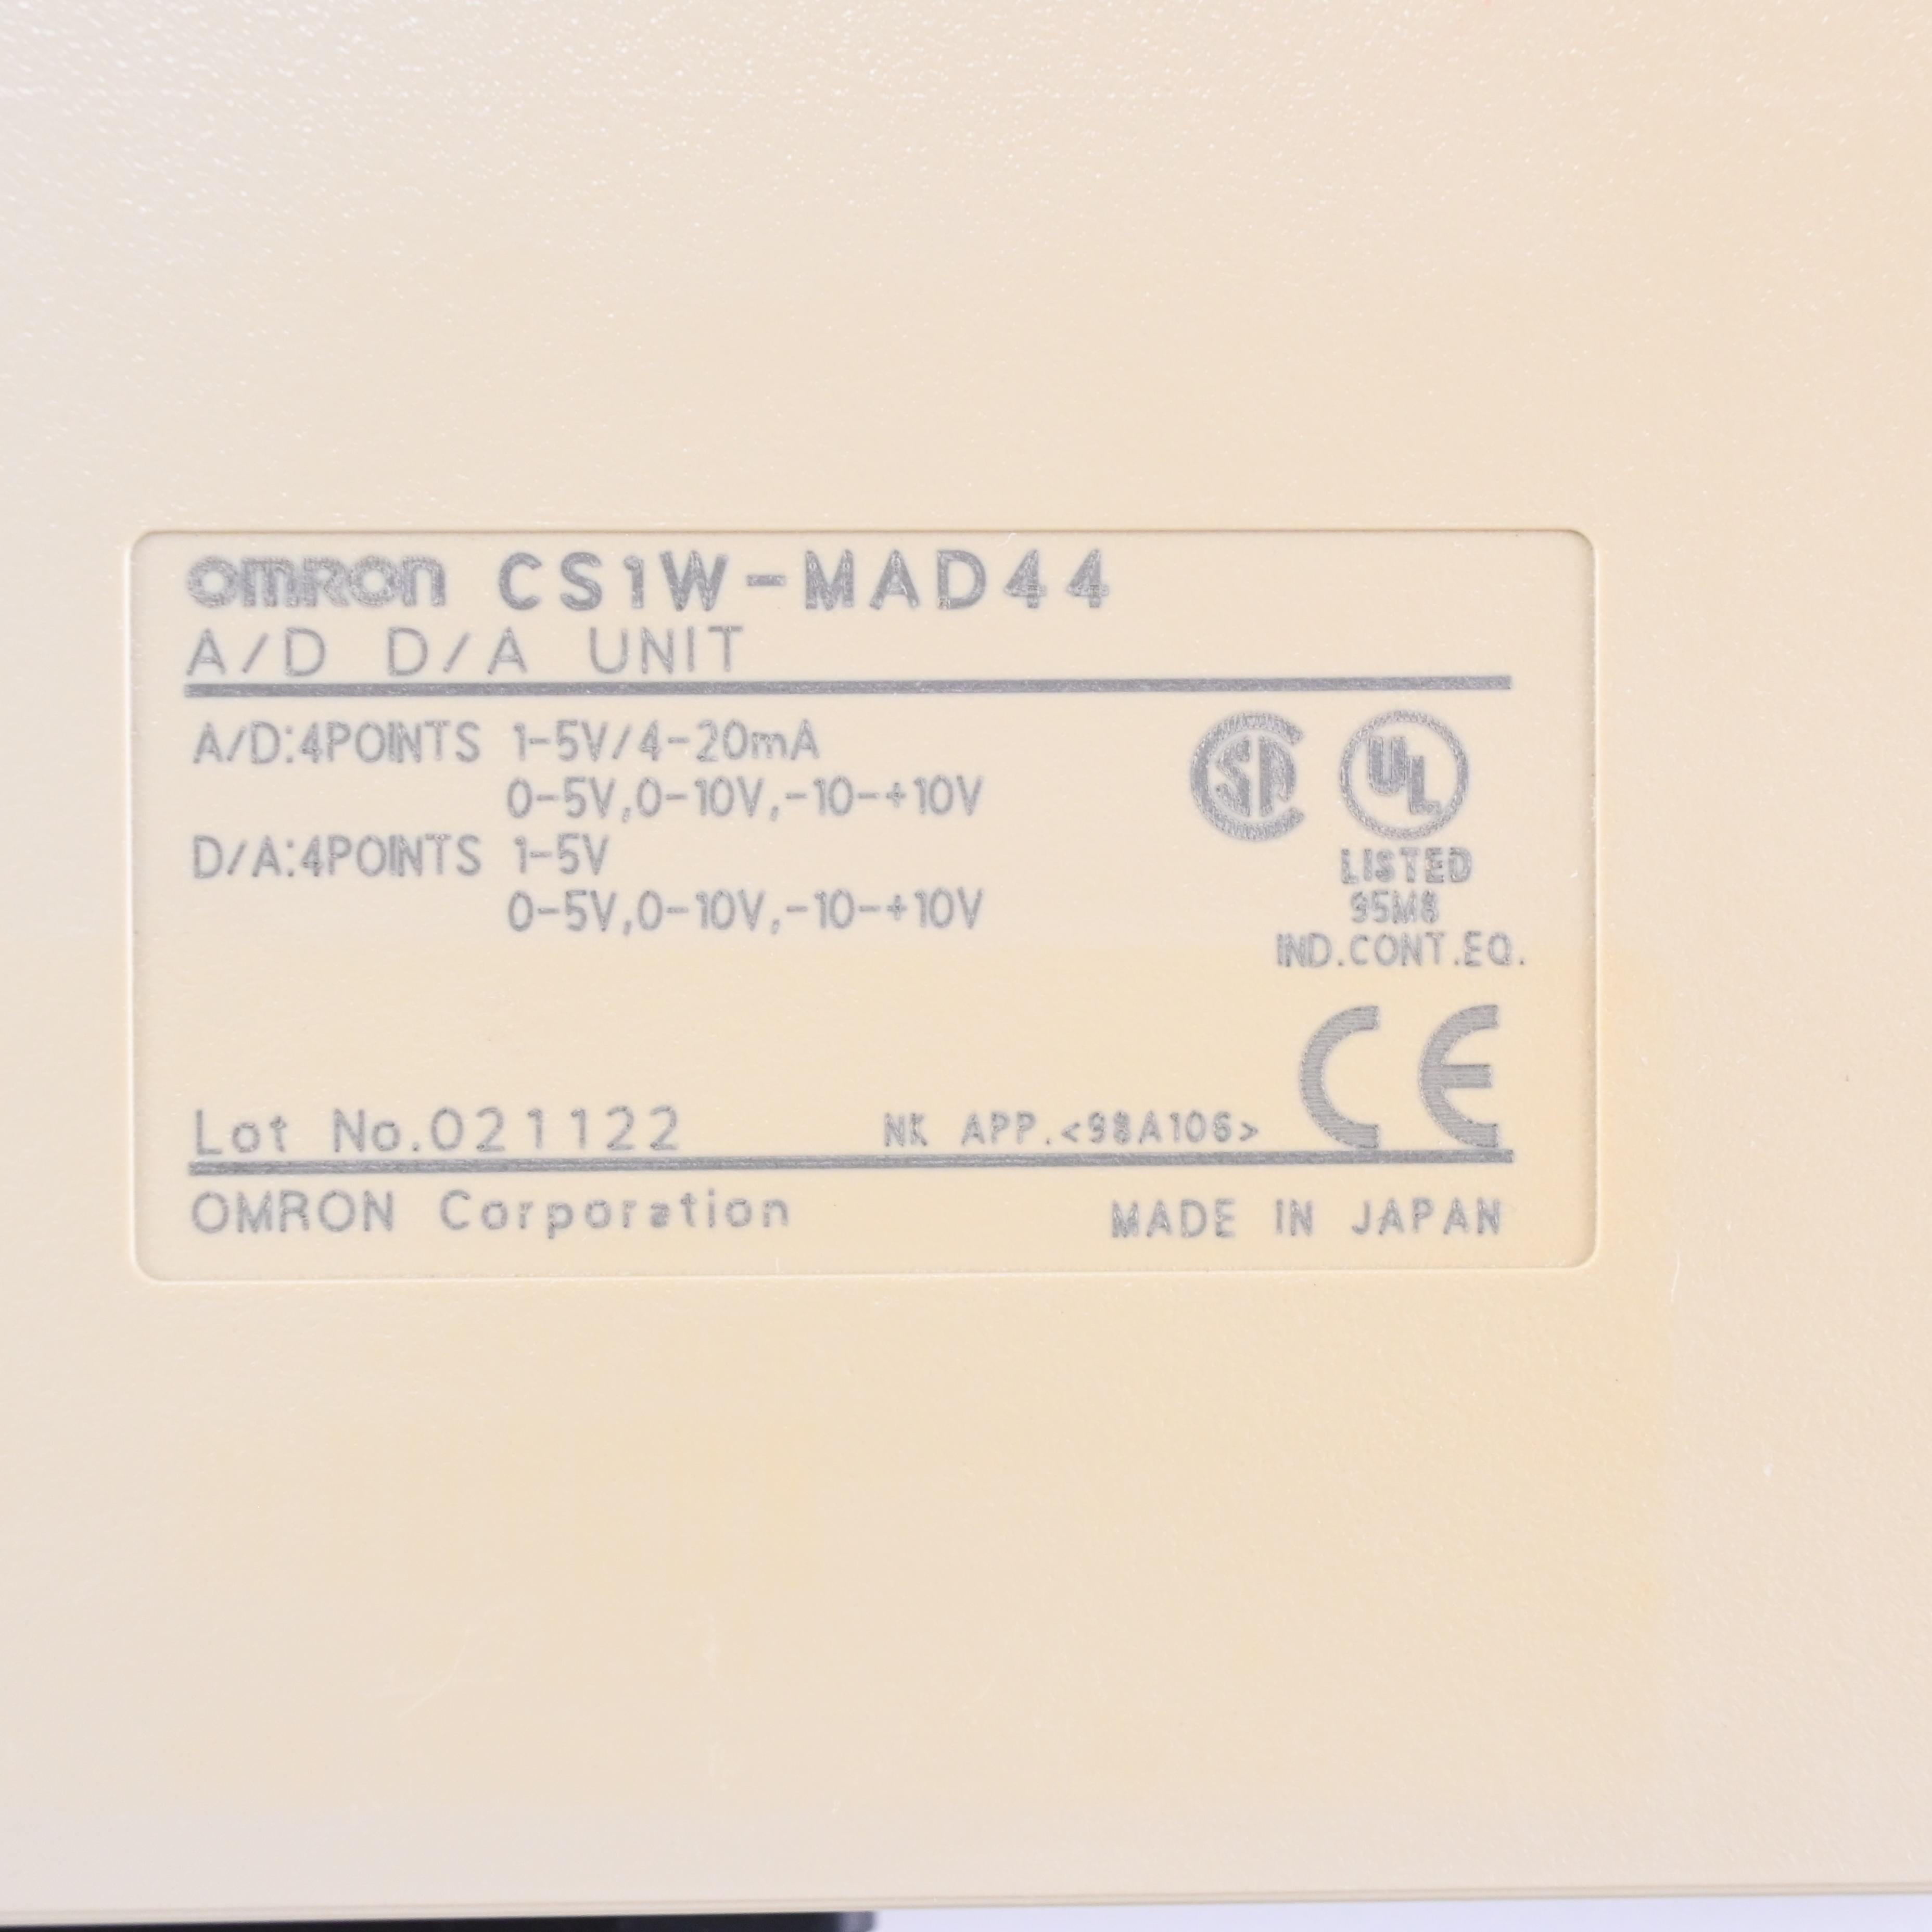 OMRON CS1W-MAD44
A/D D/A UNIT
A/D:4POINTS 1-5V/4-20mA
0-5V,0-10V,-10-+10V
D/A:4POINTS 1-5V
0-5V,0-10V,-10-+10V
SA UL
LISTED
95M8
IND.CONT.EQ.
CE
Lot No.021122 NK APP.<98A106>
OMRON Corporation MADE IN JAPAN